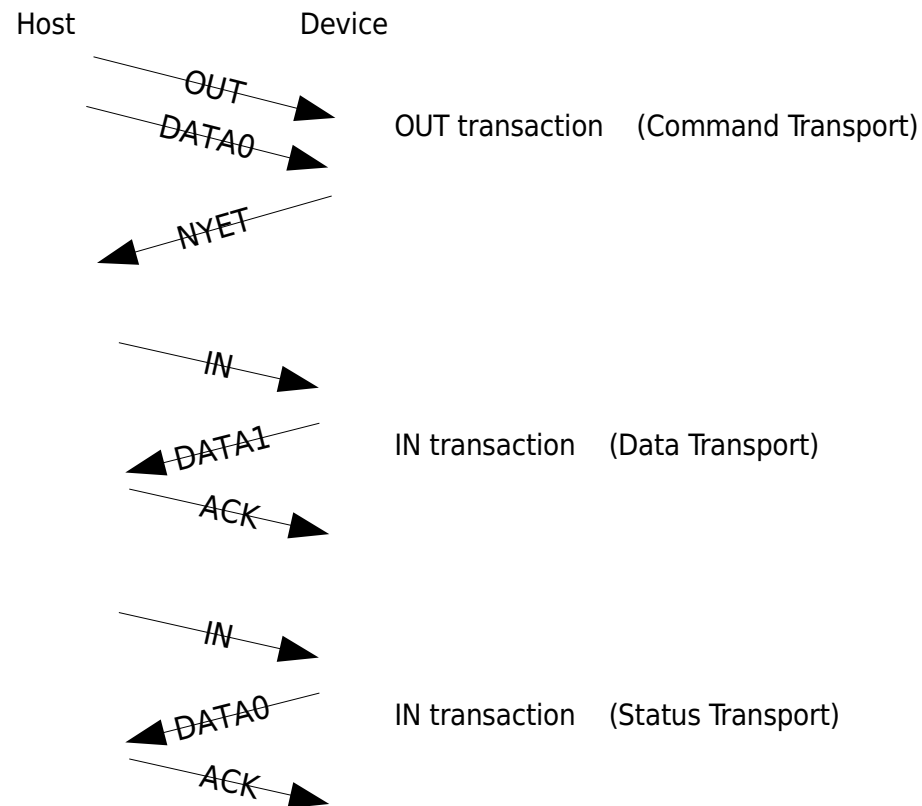 Host Device
OUT
DATA0
OUT transaction (Command Transport)
NYET
IN
DATA1
IN transaction (Data Transport)
ACK
IN
DATA0
IN transaction (Status Transport)
ACK